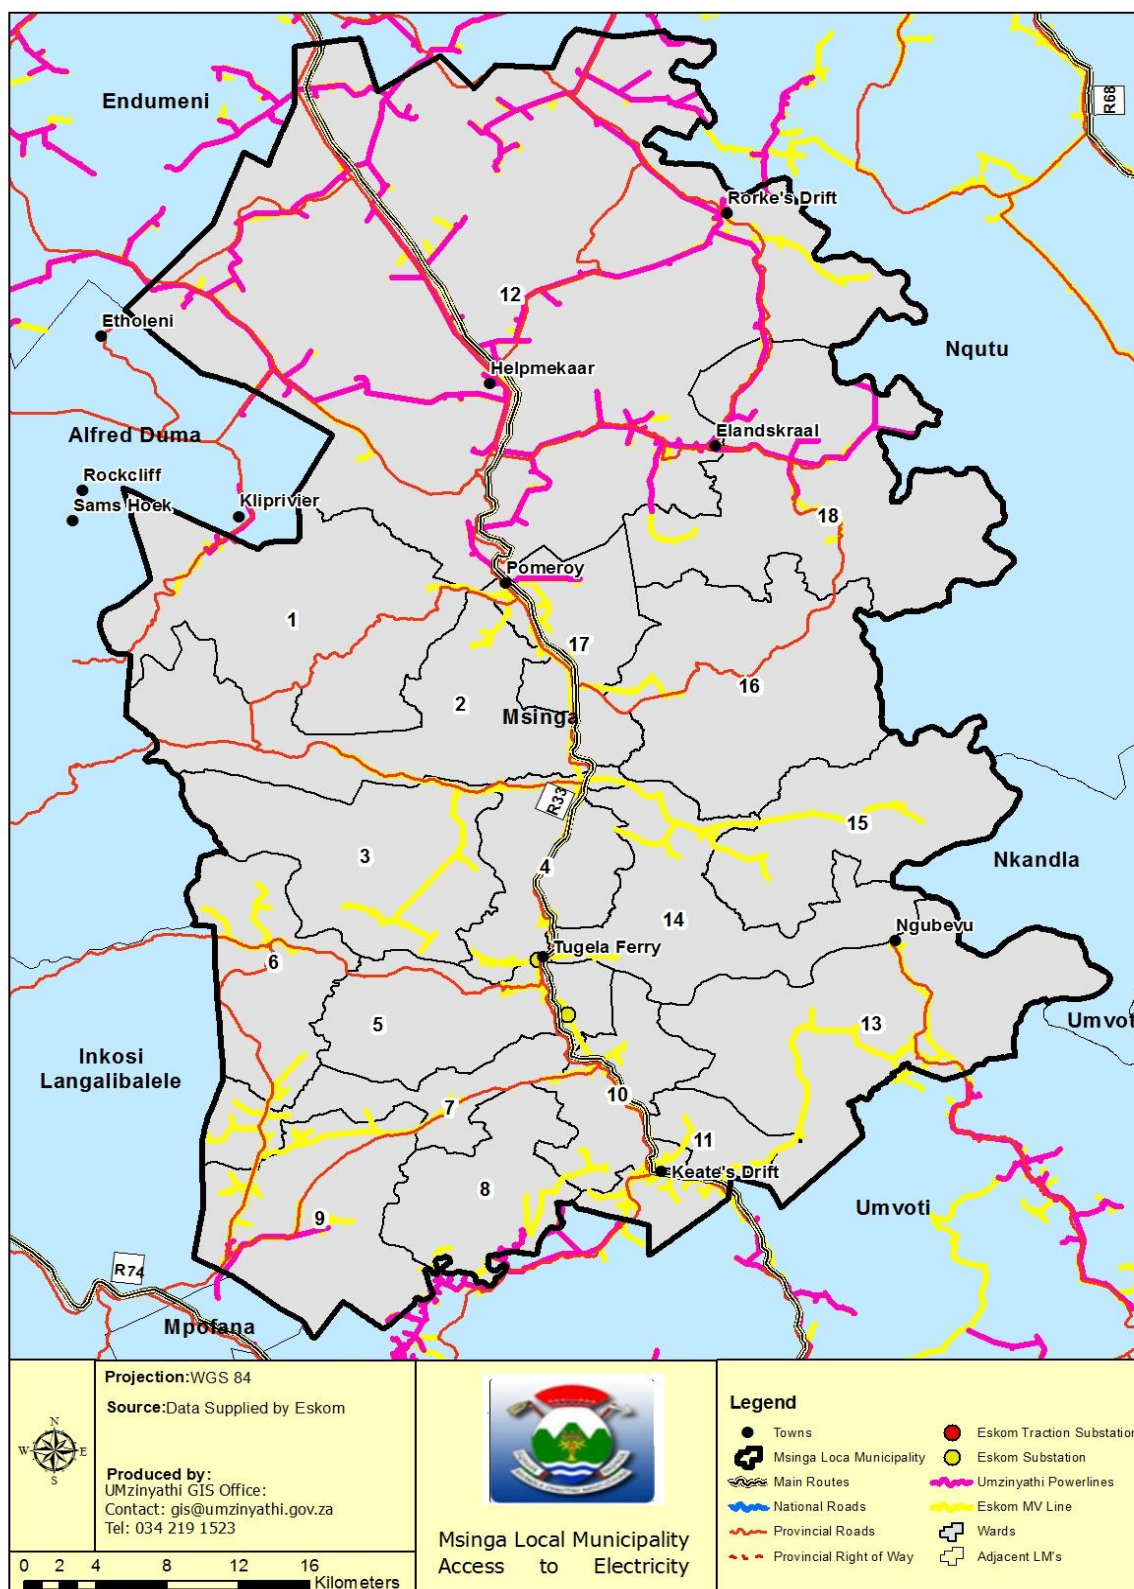 Endumeni
R68
Rorke's Drift
12
Etholeni
Nqutu
Helpmekaar
Alfred Duma
Elandskraal
Rockcliff
Sams Hoek
Kliprivier
18
Pomeroy
1
17
16
2
Msinga
R33
15
3
4
Nkandla
14
Ngubevu
Tugela Ferry
6
5
13
Umvoti
Inkosi
Langalibalele
10
7
11
Keate's Drift
8
Umvoti
9
R74
Mpofana
Projection:WGS 84
Source:Data Supplied by Eskom
N
W E
S
Produced by:
UMzinyathi GIS Office:
Contact: gis@umzinyathi.gov.za
Tel: 034 219 1523
0 2 4 8 12 16
Kilometers
Msinga Local Municipality
Access to Electricity
Legend
Towns
Msinga Loca Municipality
Main Routes
National Roads
Provincial Roads
Provincial Right of Way
Eskom Traction Substation
Eskom Substation
Umzinyathi Powerlines
Eskom MV Line
Wards
Adjacent LM's